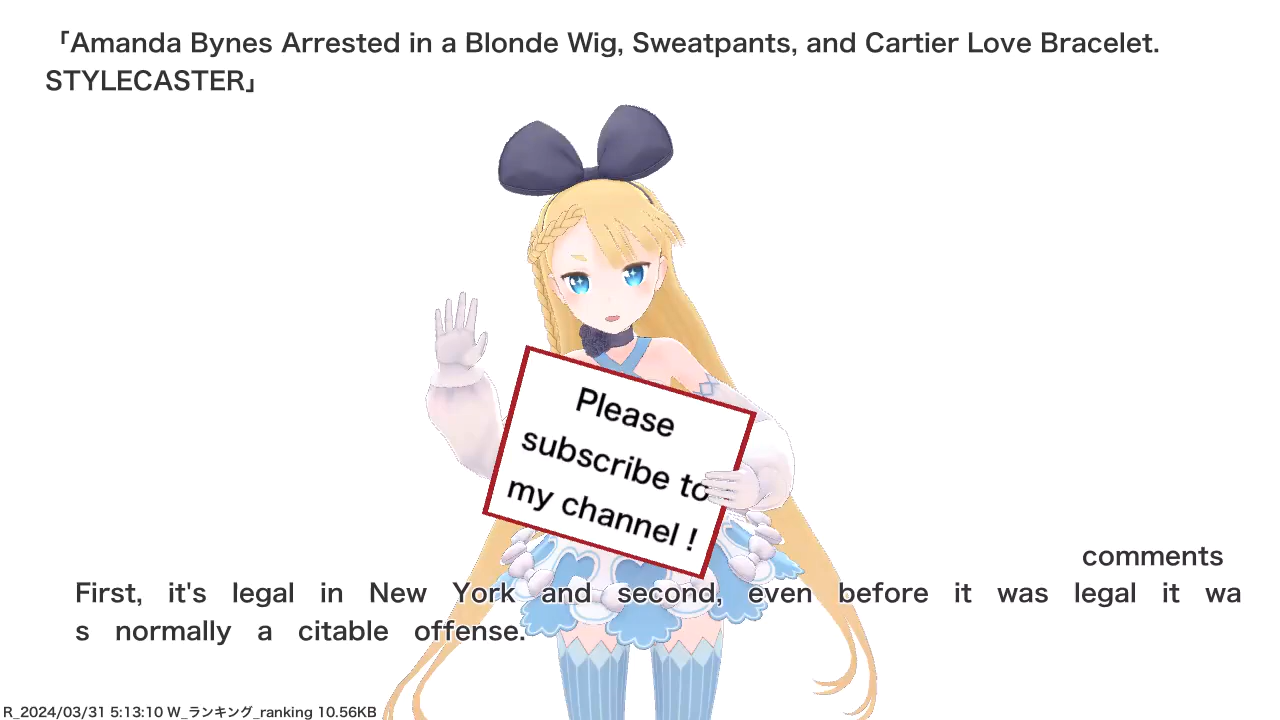 「Amanda Bynes Arrested in a Blonde Wig, Sweatpants, and Cartier Love Bracelet.
STYLECASTER」
Please
subscribe to
my channel !
comments
First, it's legal in New York and second, even before it was legal it wa
s normally a citable offense.
R_2024/03/31 5:13:10 W_ランキング_ranking 10.56KB